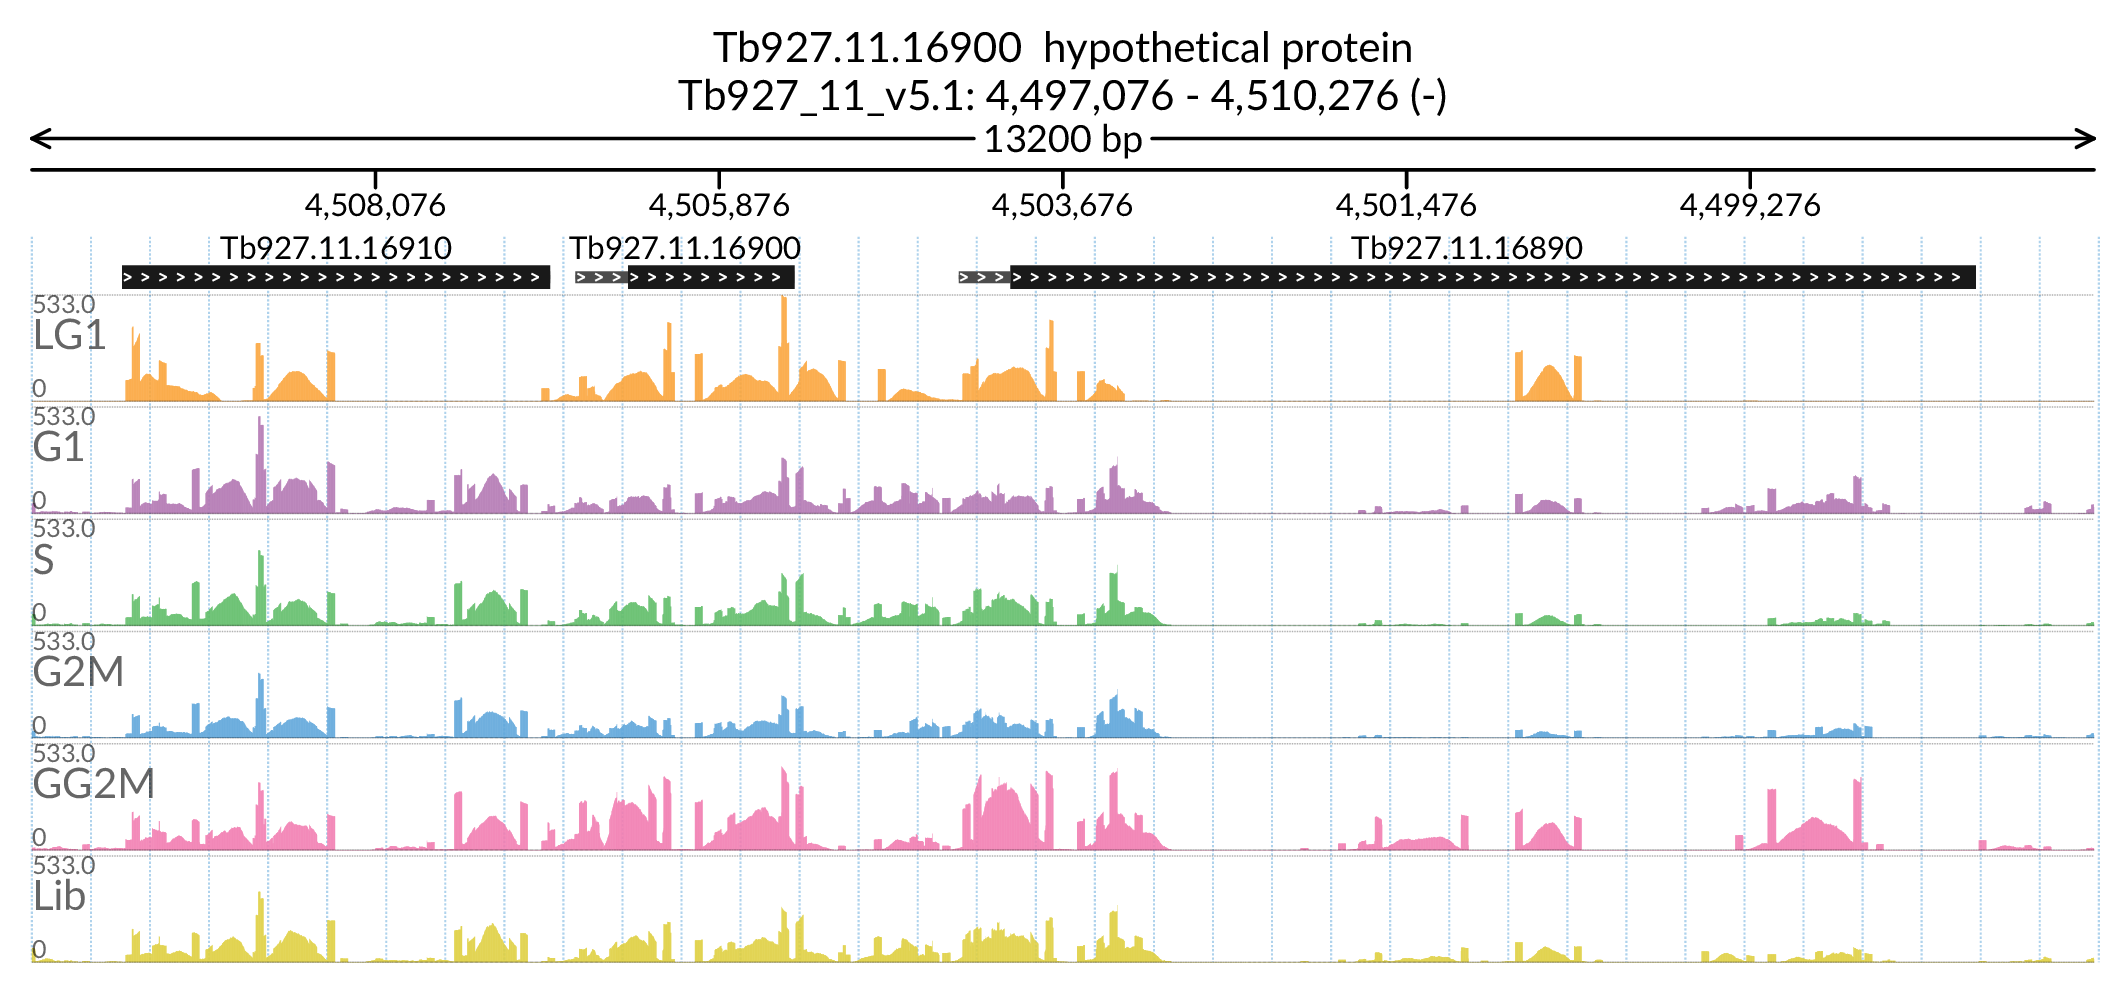 Tb927.11.16900  hypothetical protein
Tb927_11_v5.1: 4,497,076 - 4,510,276 (-)
13200 bp
4,508,076 4,505,876 4,503,676 4,501,476 4,499,276
Tb927.11.16910 Tb927.11.16900 Tb927.11.16890
533.0
LG1
0
533.0
G1
0
533.0
S
0
533.0
G2M
0
533.0
GG2M
0
533.0
Lib
0